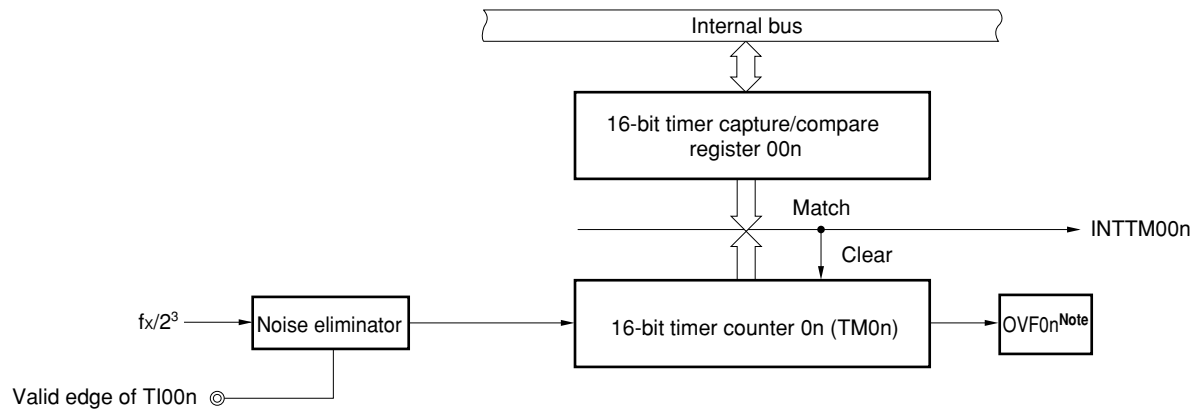 Internal bus
16-bit timer capture/compare
register 00n
Match
INTTM00n
Clear
fx/2³
Noise eliminator
16-bit timer counter 0n (TM0n)
OVF0nNote
Valid edge of TI00n